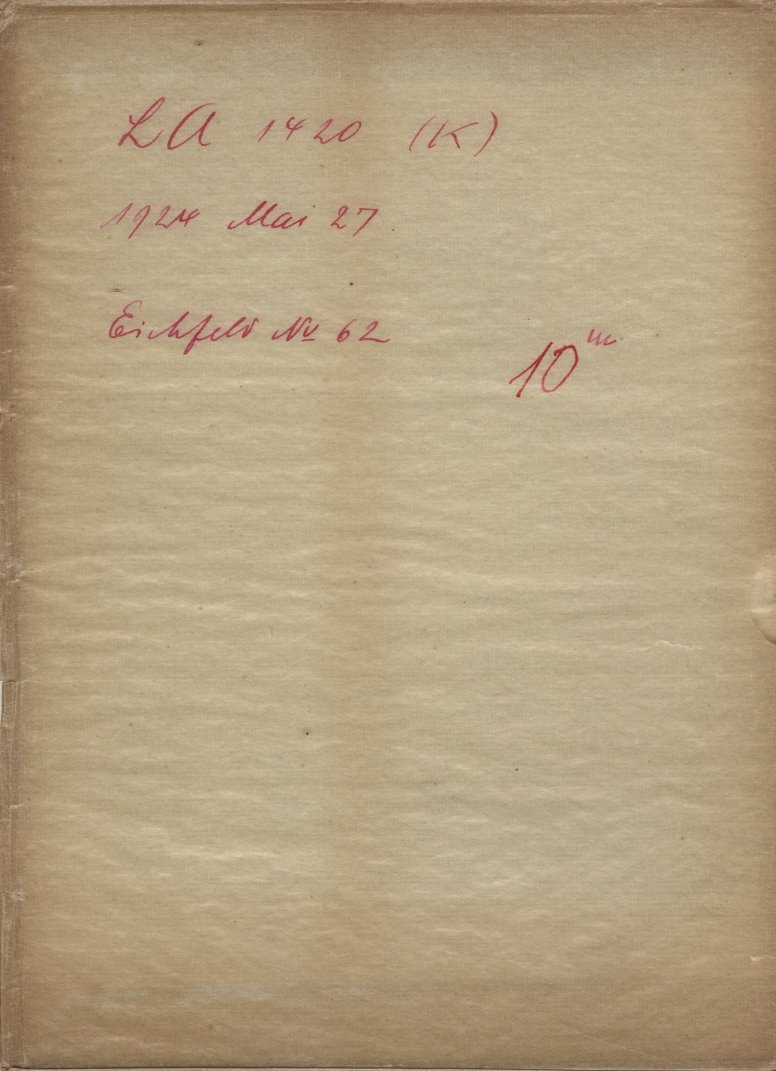 LA 1420 (K)
1924 Mai 27
Eichfeld No 62
10 m